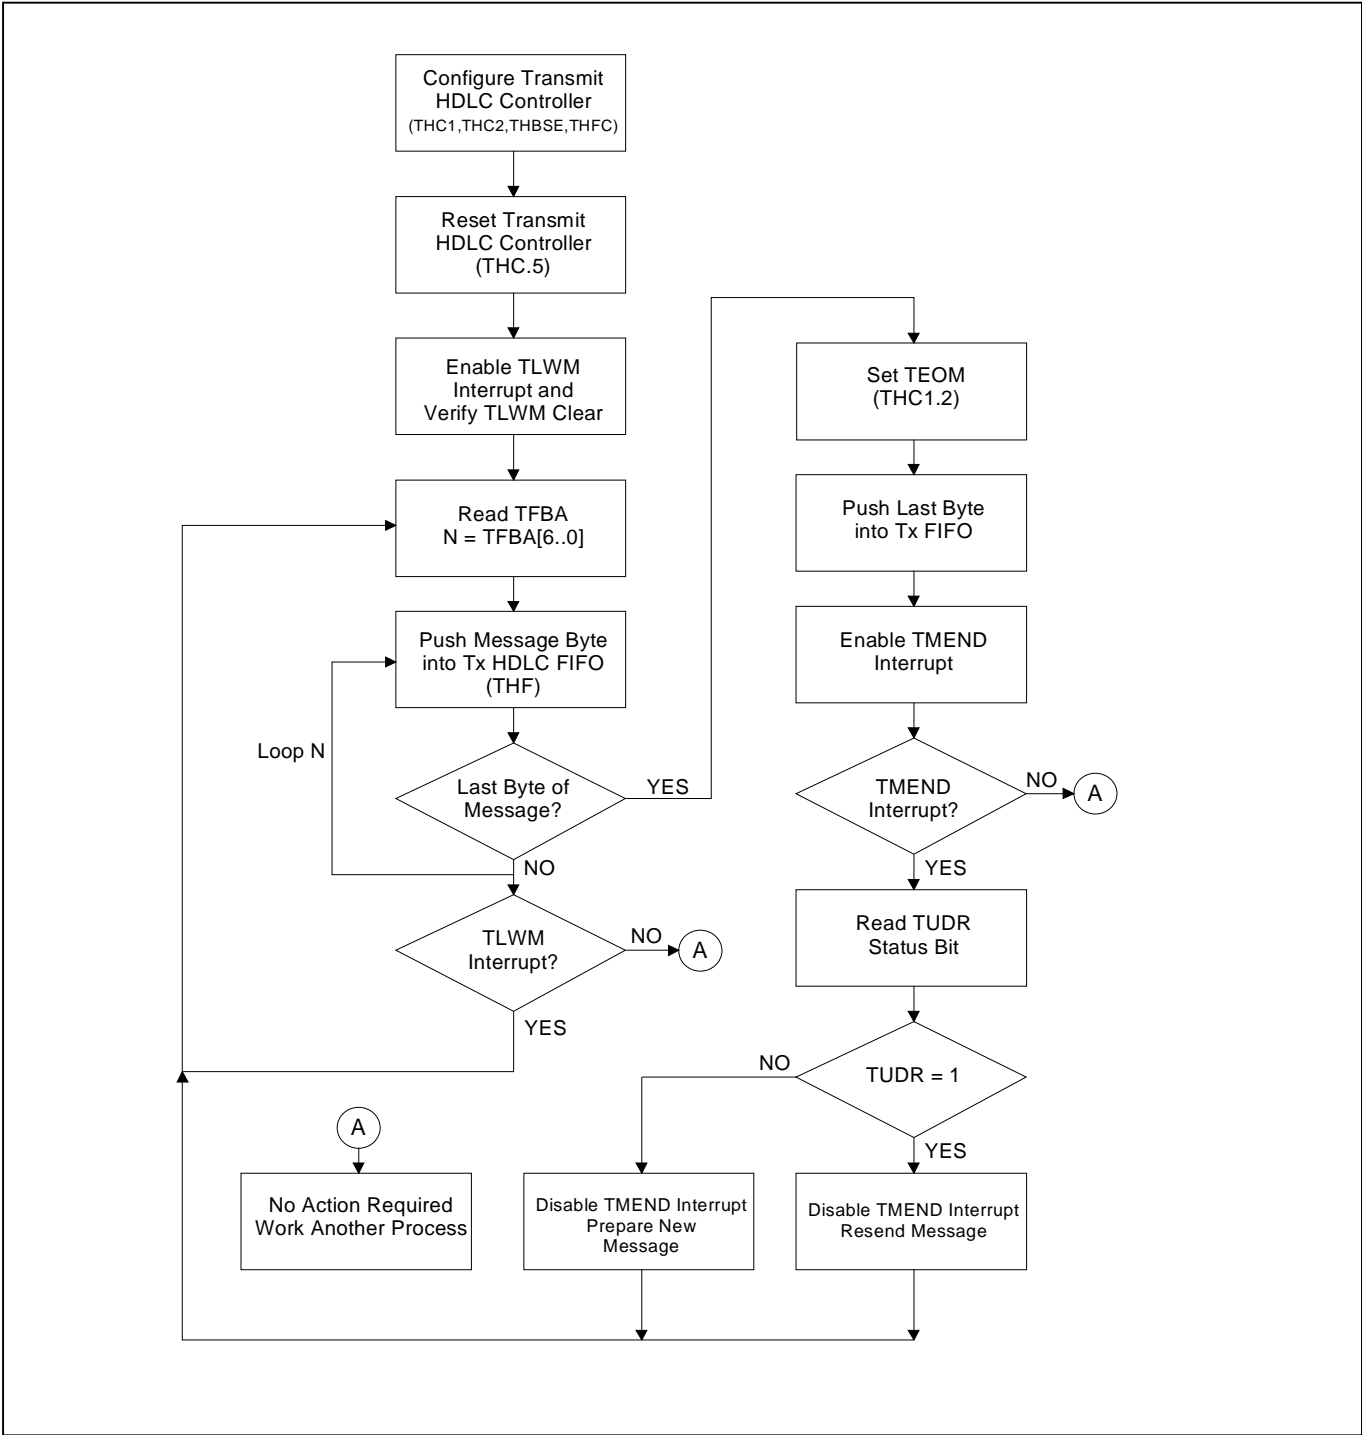 Configure Transmit
HDLC Controller
(THC1,THC2,THBSE,THFC)
Reset Transmit
HDLC Controller
(THC.5)
Enable TLWM
Interrupt and
Verify TLWM Clear
Read TFBA
N = TFBA[6..0]
Push Message Byte
into Tx HDLC FIFO
(THF)
Loop N
Last Byte of
Message?
YES
NO
TLWM
Interrupt?
NO
A
YES
A
No Action Required
Work Another Process
Set TEOM
(THC1.2)
Push Last Byte
into Tx FIFO
Enable TMEND
Interrupt
TMEND
Interrupt?
NO
A
YES
Read TUDR
Status Bit
TUDR = 1
NO
YES
Disable TMEND Interrupt
Prepare New
Message
Disable TMEND Interrupt
Resend Message